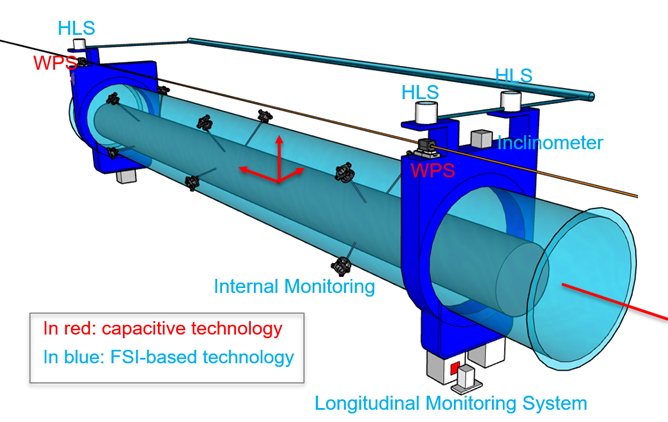 HLS
WPS
HLS
HLS
Inclinometer
WPS
Internal Monitoring
In red: capacitive technology
In blue: FSI-based technology
Longitudinal Monitoring System